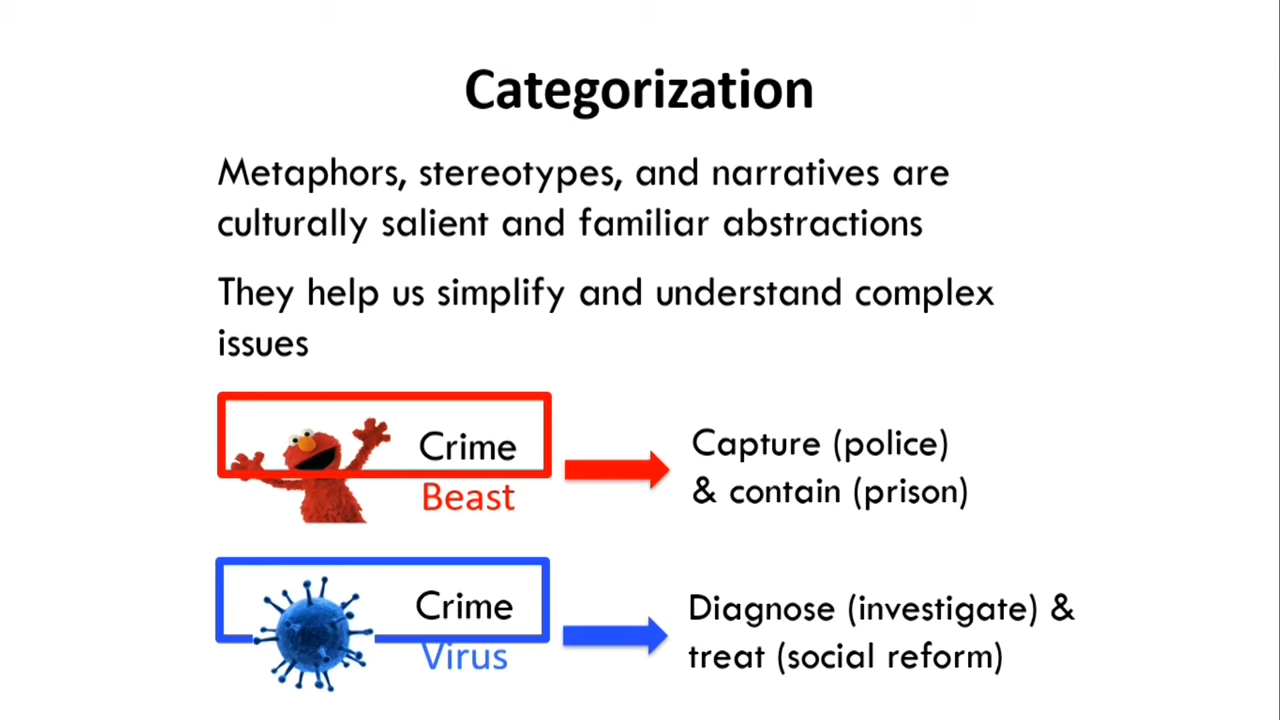 Categorization
Metaphors, stereotypes, and narratives are
culturally salient and familiar abstractions
They help us simplify and understand complex
issues
Crime
Beast
Capture (police)
& contain (prison)
Crime
Virus
Diagnose (investigate) &
treat (social reform)